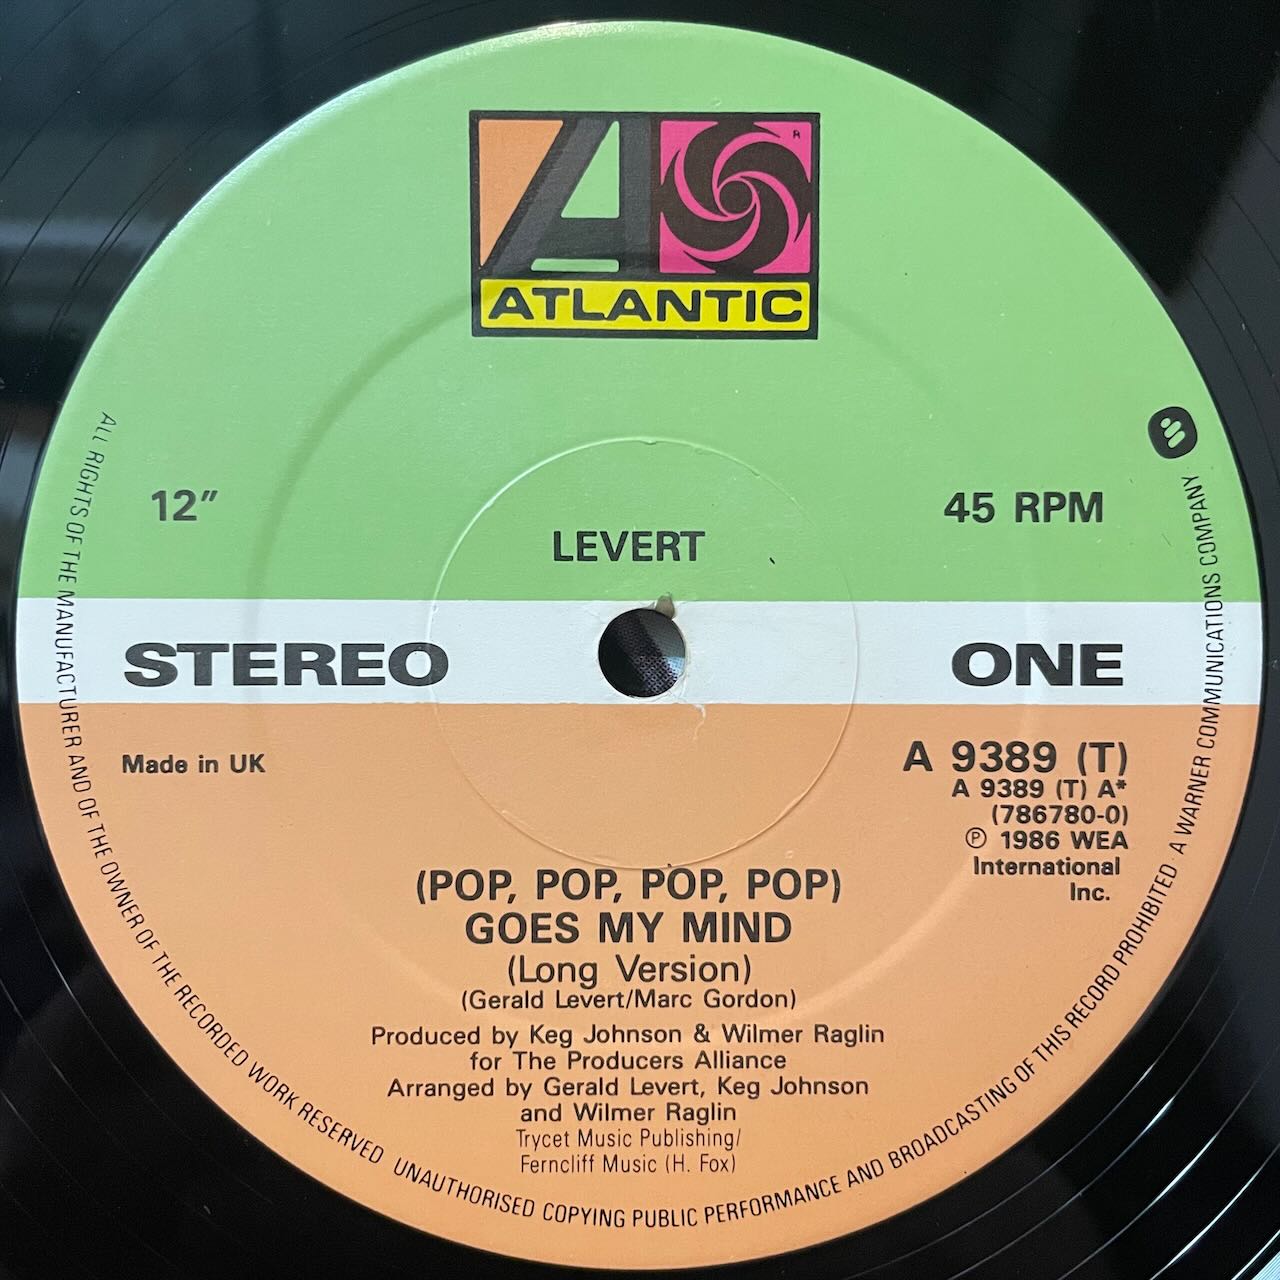 R
ATLANTIC
12”
45 RPM
LEVERT
STEREO
ONE
Made in UK
A 9389 (T)
A 9389 (T) A*
(786780-0)
℗ 1986 WEA
International
Inc.
(POP, POP, POP, POP)
GOES MY MIND
(Long Version)
(Gerald Levert/Marc Gordon)
Produced by Keg Johnson & Wilmer Raglin
for The Producers Alliance
Arranged by Gerald Levert, Keg Johnson
and Wilmer Raglin
Trycet Music Publishing/
Ferncliff Music (H. Fox)
ALL RIGHTS OF THE MANUFACTURER AND OF THE OWNER OF THE RECORDED WORK RESERVED UNAUTHORISED COPYING PUBLIC PERFORMANCE AND BROADCASTING OF THIS RECORD PROHIBITED · A WARNER COMMUNICATIONS COMPANY